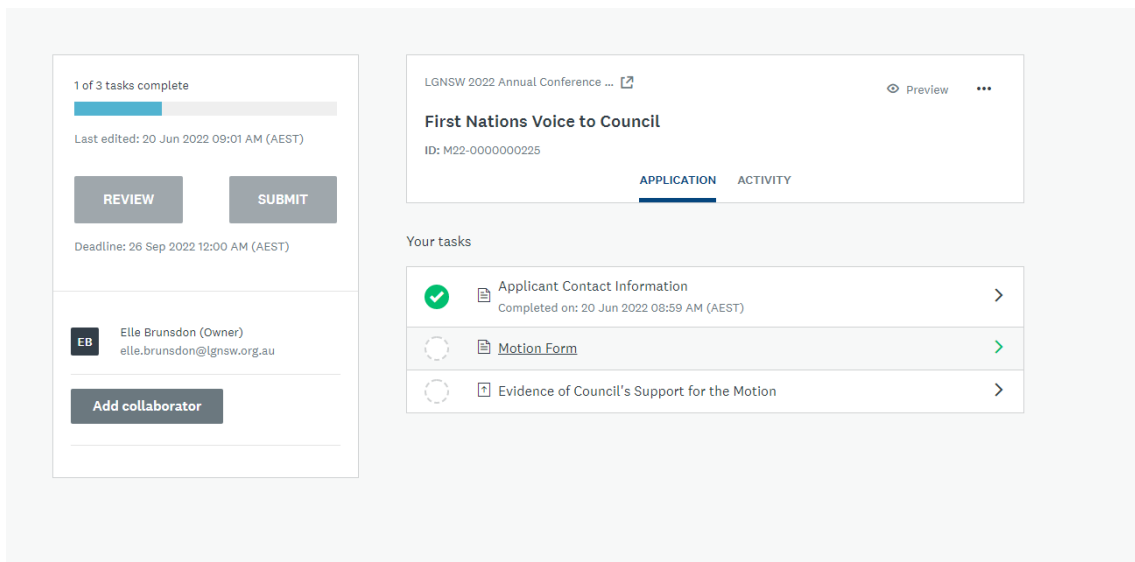 1 of 3 tasks complete
Last edited: 20 Jun 2022 09:01 AM (AEST)
REVIEW
SUBMIT
Deadline: 26 Sep 2022 12:00 AM (AEST)
EB
Elle Brunsdon (Owner)
elle.brunsdon@lgnsw.org.au
Add collaborator
LGNSW 2022 Annual Conference ...
Preview
First Nations Voice to Council
ID: M22-0000000225
APPLICATION
ACTIVITY
Your tasks
Applicant Contact Information
Completed on: 20 Jun 2022 08:59 AM (AEST)
Motion Form
Evidence of Council's Support for the Motion